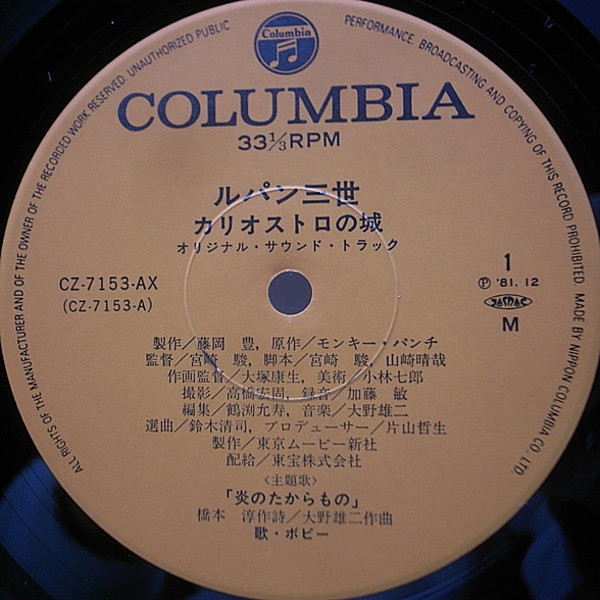 ALL RIGHTS OF THE MANUFACTURER AND OF THE OWNER OF THE RECORDED WORK RESERVED. UNAUTHORIZED PUBLIC PERFORMANCE, BROADCASTING AND COPYING OF THIS RECORD PROHIBITED. MADE BY NIPPON COLUMBIA CO LTD
Columbia
COLUMBIA
33⅓RPM
ルパン三世
カリオストロの城
オリジナル・サウンド・トラック
CZ-7153-AX
(CZ-7153-A)
1
Ⓟ '81. 12
JASRAC
M
製作/藤岡 豊, 原作/モンキー・パンチ
監督/宮崎 駿, 脚本/宮崎 駿, 山崎晴哉
作画監督/大塚康生, 美術/小林七郎
撮影/高橋宏固, 録音/加藤 敏
編集/鶴渕允寿, 音楽/大野雄二
選曲/鈴木清司, プロデューサー/片山哲生
製作/東京ムービー新社
配給/東宝株式会社
〈主題歌〉
「炎のたからもの」
橋本 淳作詩/大野雄二作曲
歌・ボビー